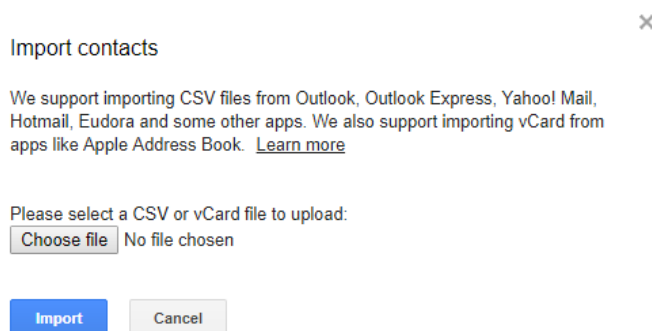 Import contacts
We support importing CSV files from Outlook, Outlook Express, Yahoo! Mail,
Hotmail, Eudora and some other apps. We also support importing vCard from
apps like Apple Address Book. Learn more
Please select a CSV or vCard file to upload:
Choose file No file chosen
Import Cancel